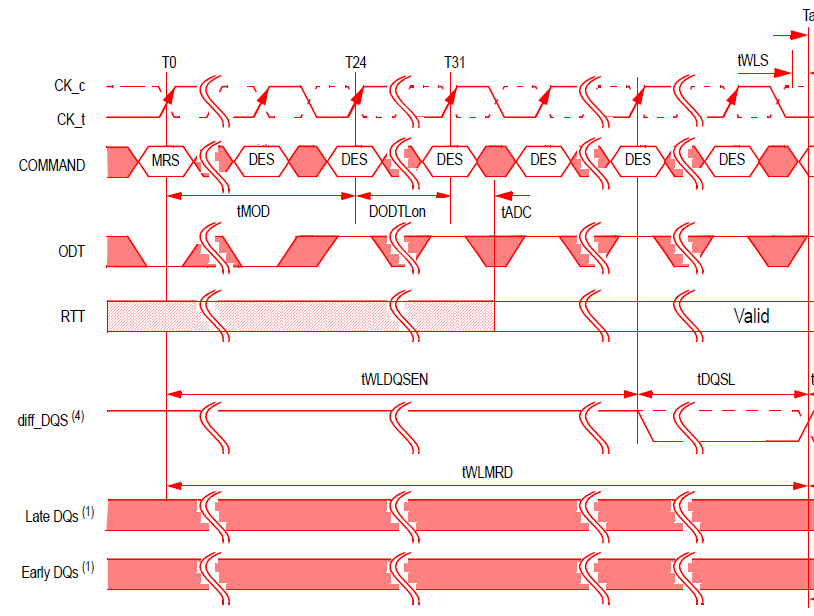 Ta
tWLS
T0 T24 T31
CK_c
CK_t
COMMAND MRS DES DES DES DES DES DES
tMOD DODTLon tADC
ODT
RTT Valid
tWLDQSEN tDQSL t
diff_DQS (4)
tWLMRD
Late DQs (1)
Early DQs (1)